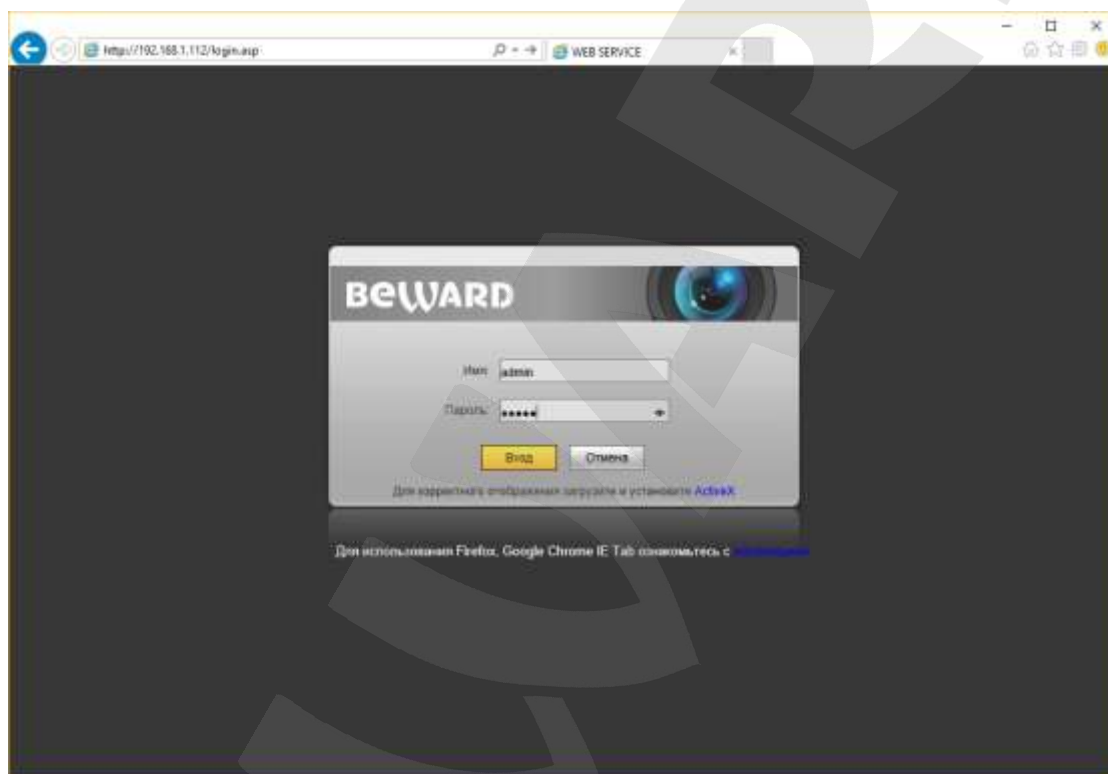 http://192.168.1.112/login.asp
WEB SERVICE
BEWARD
Имя:
admin
Пароль:
Вход
Отмена
Для корректного отображения загрузите и установите ActiveX
Для использования Firefox, Google Chrome IE Tab ознакомьтесь с